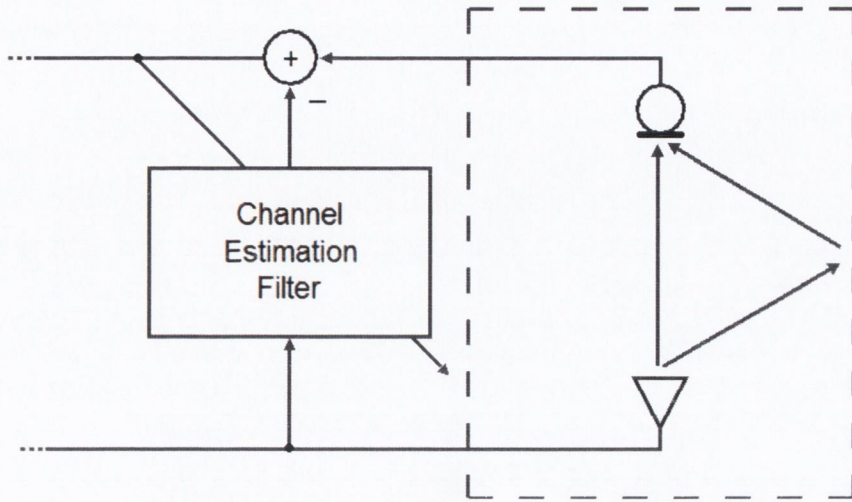 +
–
Channel
Estimation
Filter